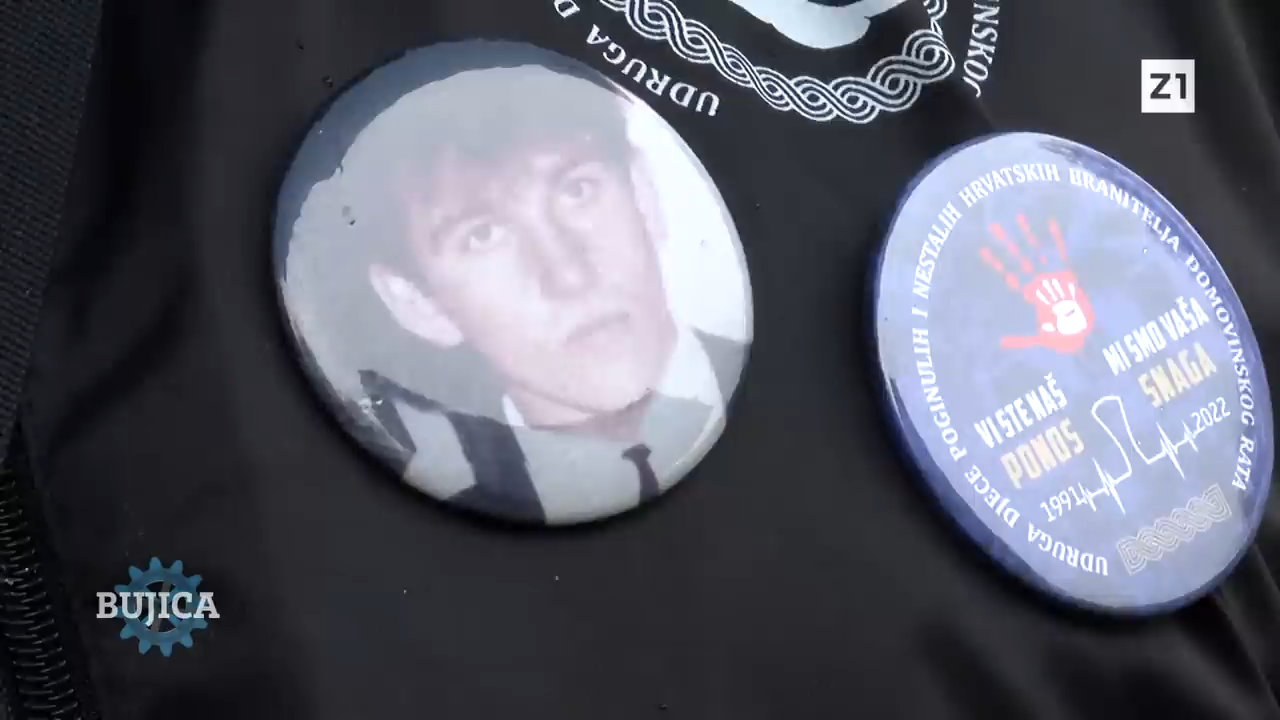 UDRUGA D
UNSKOG
Z1
UDRUGA DJECE POGINULIH I NESTALIH HRVATSKIH BRANITELJA DOMOVINSKOG RATA
VI STE NAŠ
PONOS
MI SMO VAŠA
SNAGA
1991
2022
BUJICA